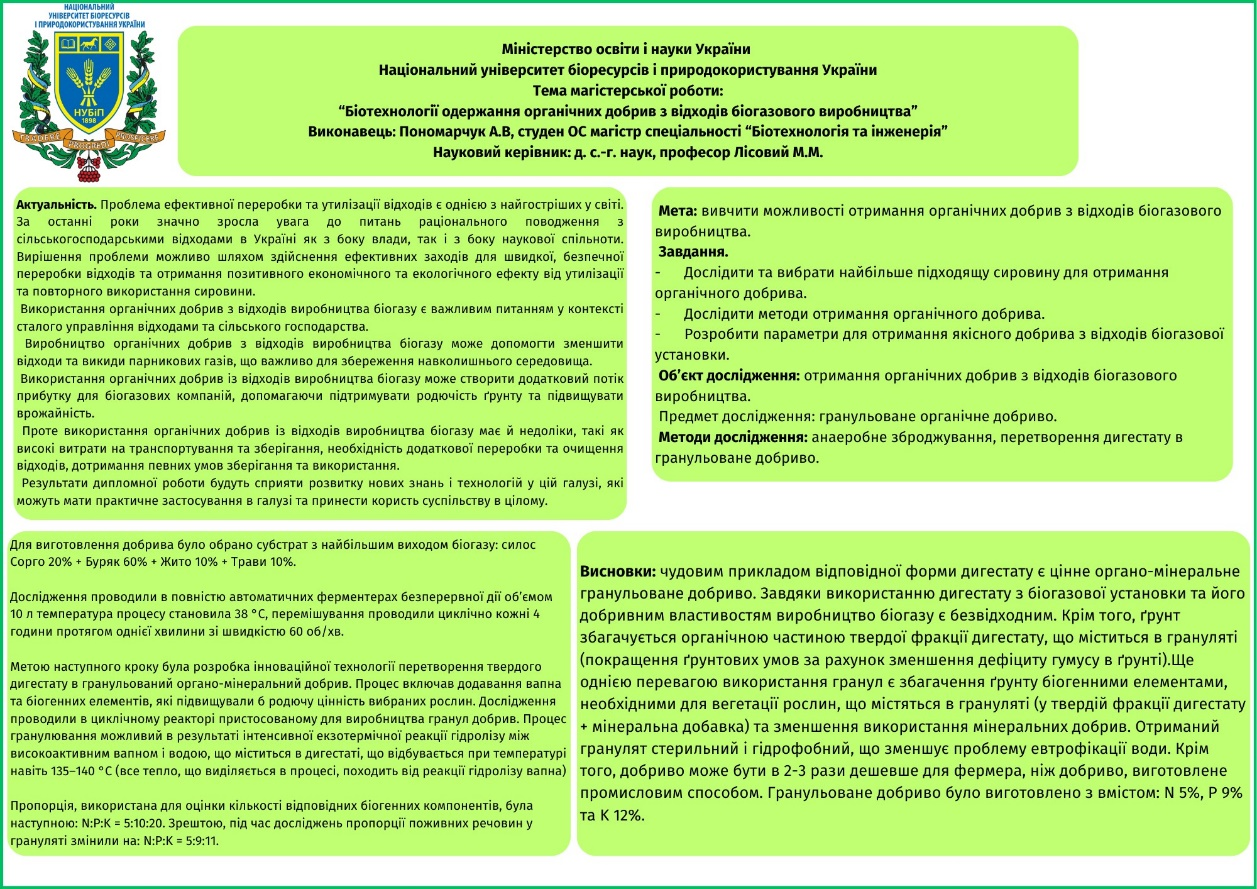 НАЦІОНАЛЬНИЙ
УНІВЕРСИТЕТ БІОРЕСУРСІВ
І ПРИРОДОКОРИСТУВАННЯ УКРАЇНИ
НУБіП
1898
PROGREDI
Міністерство освіти і науки України
Національний університет біоресурсів і природокористування України
Тема магістерської роботи:
“Біотехнології одержання органічних добрив з відходів біогазового виробництва”
Виконавець: Пономарчук А.В, студен ОС магістр спеціальності “Біотехнологія та інженерія”
Науковий керівник: д. с.-г. наук, професор Лісовий М.М.
Актуальність. Проблема ефективної переробки та утилізації відходів є однією з найгостріших у світі.
За останні роки значно зросла увага до питань раціонального поводження з
сільськогосподарськими відходами в Україні як з боку влади, так і з боку наукової спільноти.
Вирішення проблеми можливо шляхом здійснення ефективних заходів для швидкої, безпечної
переробки відходів та отримання позитивного економічного та екологічного ефекту від утилізації
та повторного використання сировини.
Використання органічних добрив з відходів виробництва біогазу є важливим питанням у контексті
сталого управління відходами та сільського господарства.
Виробництво органічних добрив з відходів виробництва біогазу може допомогти зменшити
відходи та викиди парникових газів, що важливо для збереження навколишнього середовища.
Використання органічних добрив із відходів виробництва біогазу може створити додатковий потік
прибутку для біогазових компаній, допомагаючи підтримувати родючість ґрунту та підвищувати
врожайність.
Проте використання органічних добрив із відходів виробництва біогазу має й недоліки, такі як
високі витрати на транспортування та зберігання, необхідність додаткової переробки та очищення
відходів, дотримання певних умов зберігання та використання.
Результати дипломної роботи будуть сприяти розвитку нових знань і технологій у цій галузі, які
можуть мати практичне застосування в галузі та принести користь суспільству в цілому.
Мета: вивчити можливості отримання органічних добрив з відходів біогазового
виробництва.
Завдання.
- Дослідити та вибрати найбільше підходящу сировину для отримання
органічного добрива.
- Дослідити методи отримання органічного добрива.
- Розробити параметри для отримання якісного добрива з відходів біогазової
установки.
Об’єкт дослідження: отримання органічних добрив з відходів біогазового
виробництва.
Предмет дослідження: гранульоване органічне добриво.
Методи дослідження: анаеробне зброджування, перетворення дигестату в
гранульоване добриво.
Для виготовлення добрива було обрано субстрат з найбільшим виходом біогазу: силос
Сорго 20% + Буряк 60% + Жито 10% + Трави 10%.
Дослідження проводили в повністю автоматичних ферментерах безперервної дії об’ємом
10 л температура процесу становила 38 °C, перемішування проводили циклічно кожні 4
години протягом однієї хвилини зі швидкістю 60 об/хв.
Метою наступного кроку була розробка інноваційної технології перетворення твердого
дигестату в гранульований органо-мінеральний добрив. Процес включав додавання вапна
та біогенних елементів, які підвищували б родючу цінність вибраних рослин. Дослідження
проводили в циклічному реакторі пристосованому для виробництва гранул добрив. Процес
гранулювання можливий в результаті інтенсивної екзотермічної реакції гідролізу між
високоактивним вапном і водою, що міститься в дигестаті, що відбувається при температурі
навіть 135–140 °C (все тепло, що виділяється в процесі, походить від реакції гідролізу вапна)
Пропорція, використана для оцінки кількості відповідних біогенних компонентів, була
наступною: N:P:K = 5:10:20. Зрештою, під час досліджень пропорції поживних речовин у
грануляті змінили на: N:P:K = 5:9:11.
Висновки: чудовим прикладом відповідної форми дигестату є цінне органо-мінеральне
гранульоване добриво. Завдяки використанню дигестату з біогазової установки та його
добривним властивостям виробництво біогазу є безвідходним. Крім того, ґрунт
збагачується органічною частиною твердої фракції дигестату, що міститься в грануляті
(покращення ґрунтових умов за рахунок зменшення дефіциту гумусу в ґрунті).Ще
однією перевагою використання гранул є збагачення ґрунту біогенними елементами,
необхідними для вегетації рослин, що містяться в грануляті (у твердій фракції дигестату
+ мінеральна добавка) та зменшення використання мінеральних добрив. Отриманий
гранулят стерильний і гідрофобний, що зменшує проблему евтрофікації води. Крім
того, добриво може бути в 2-3 рази дешевше для фермера, ніж добриво, виготовлене
промисловим способом. Гранульоване добриво було виготовлено з вмістом: N 5%, P 9%
та K 12%.